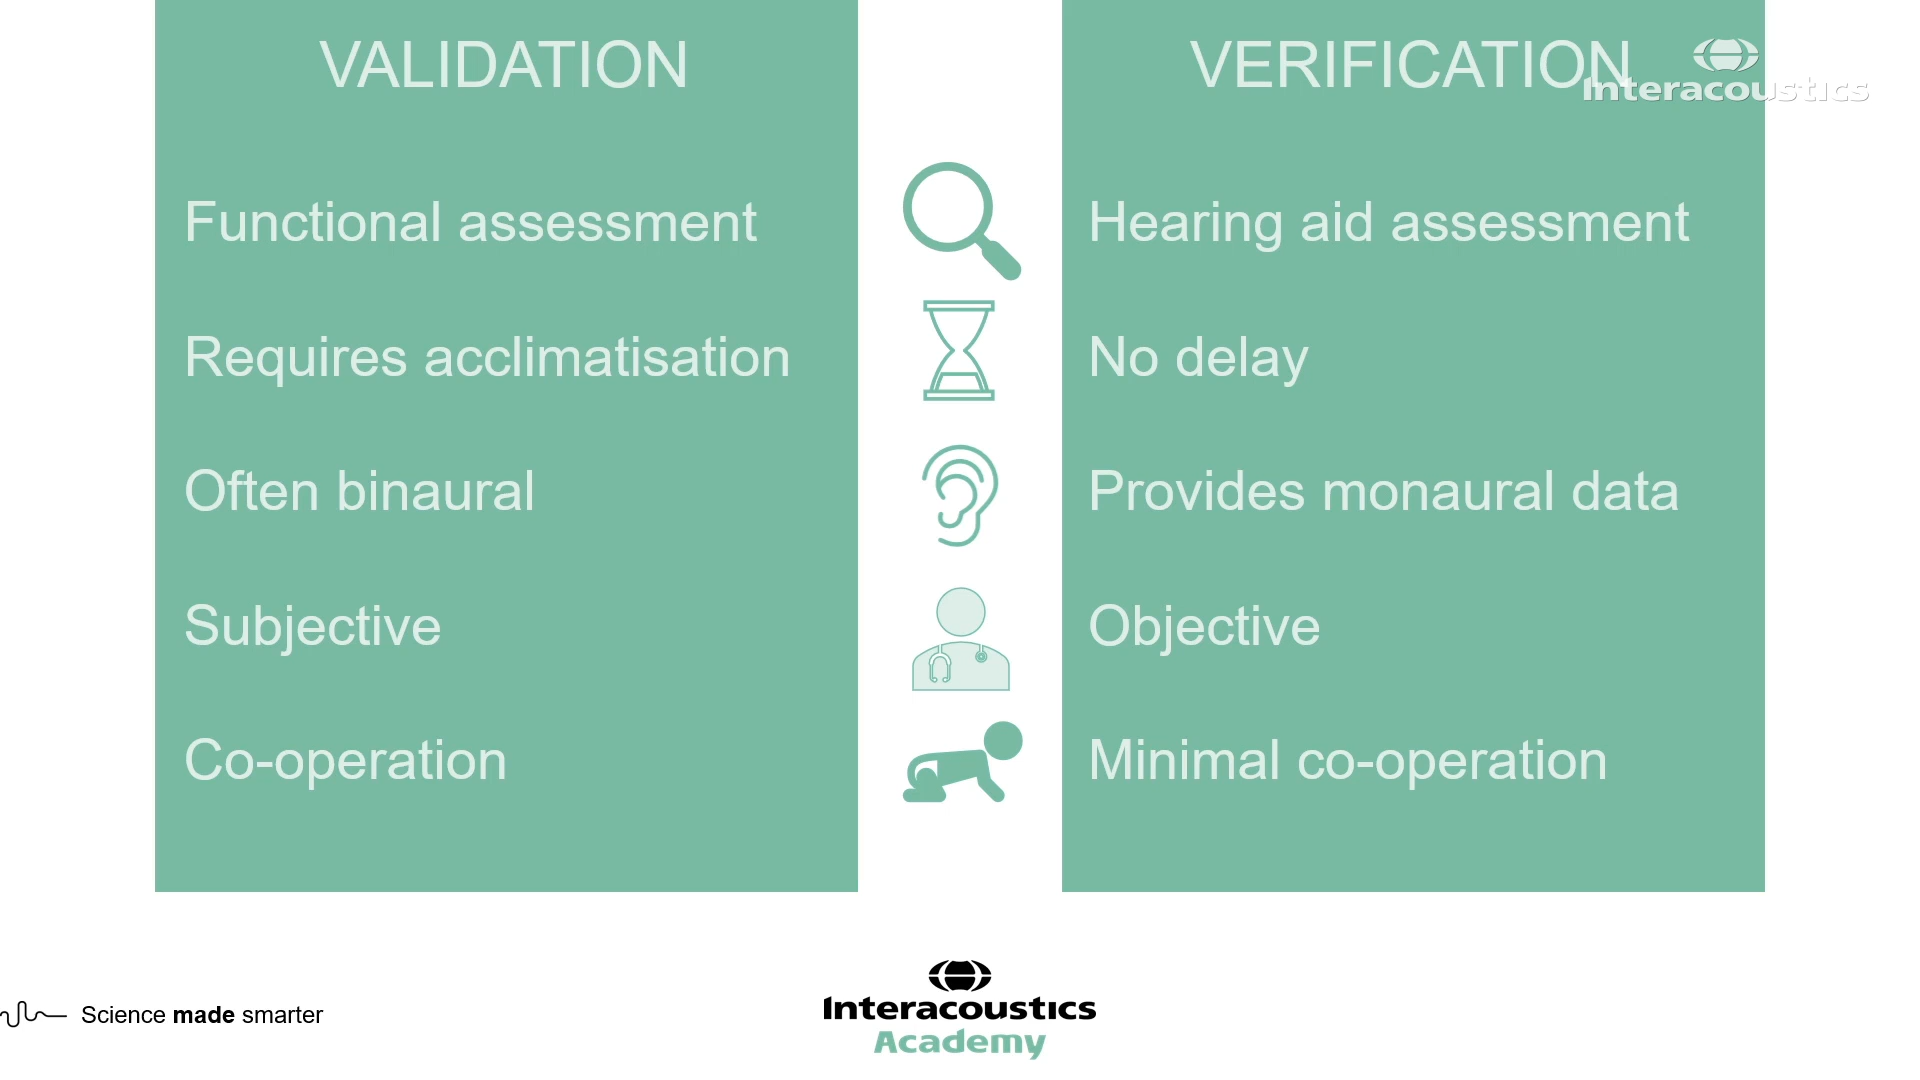 VALIDATION
Functional assessment
Requires acclimatisation
Often binaural
Subjective
Co-operation
VERIFICATION
Interacoustics
Hearing aid assessment
No delay
Provides monaural data
Objective
Minimal co-operation
Science made smarter
Interacoustics
Academy